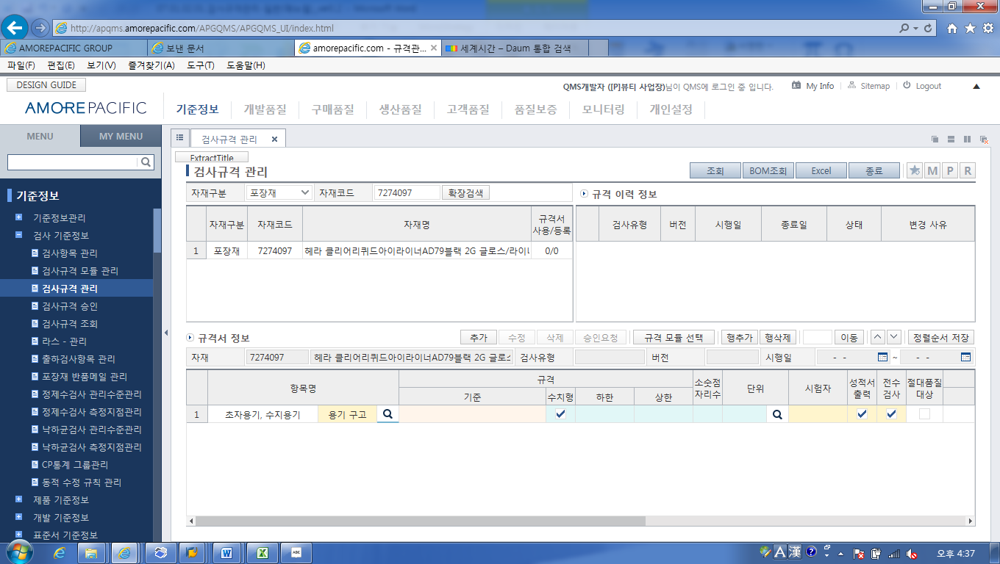 http://apqms.amorepacific.com/APGQMS/APGQMS_UI/index.html
AMOREPACIFIC GROUP
보낸 문서
amorepacific.com - 규격관...
세계시간 – Daum 통합 검색
파일(F) 편집(E) 보기(V) 즐겨찾기(A) 도구(T) 도움말(H)
DESIGN GUIDE
QMS개발자 ([P]뷰티 사업장)님이 QMS에 로그인 중 입니다. My Info Sitemap Logout
AMOREPACIFIC
기준정보 개발품질 구매품질 생산품질 고객품질 품질보증 모니터링 개인설정
MENU MY MENU
기준정보
기준정보관리
검사 기준정보
검사항목 관리
검사규격 모듈 관리
검사규격 관리
검사규격 승인
검사규격 조회
라스 - 관리
출하검사항목 관리
포장재 반품메일 관리
정제수검사 관리수준관리
정제수검사 측정지점관리
낙하균검사 관리수준관리
낙하균검사 측정지점관리
CP통계 그룹관리
동적 수정 규칙 관리
제품 기준정보
개발 기준정보
표준서 기준정보
검사규격 관리
ExtractTitle
검사규격 관리
조회 BOM조회 Excel 종료 M P R
자재구분 포장재 자재코드 7274097 확장검색
자재구분 자재코드 자재명 규격서 사용/등록
1 포장재 7274097 헤라 클리어리퀴드아이라이너AD79블랙 2G 글로스/라이너 0/0
규격 이력 정보
검사유형 버전 시행일 종료일 상태 변경 사유
규격서 정보
추가 수정 삭제 승인요청 규격 모듈 선택 행추가 행삭제 이동 정렬순서 저장
자재 7274097 헤라 클리어리퀴드아이라이너AD79블랙 2G 글로스 검사유형 버전 시행일 - - ~ - -
항목명 규격 소숫점 자리수 단위 시험자 성적서 출력 전수 검사 절대품질 대상
기준 수치형 하한 상한
1 초자용기, 수지용기 용기 구고
오후 4:37